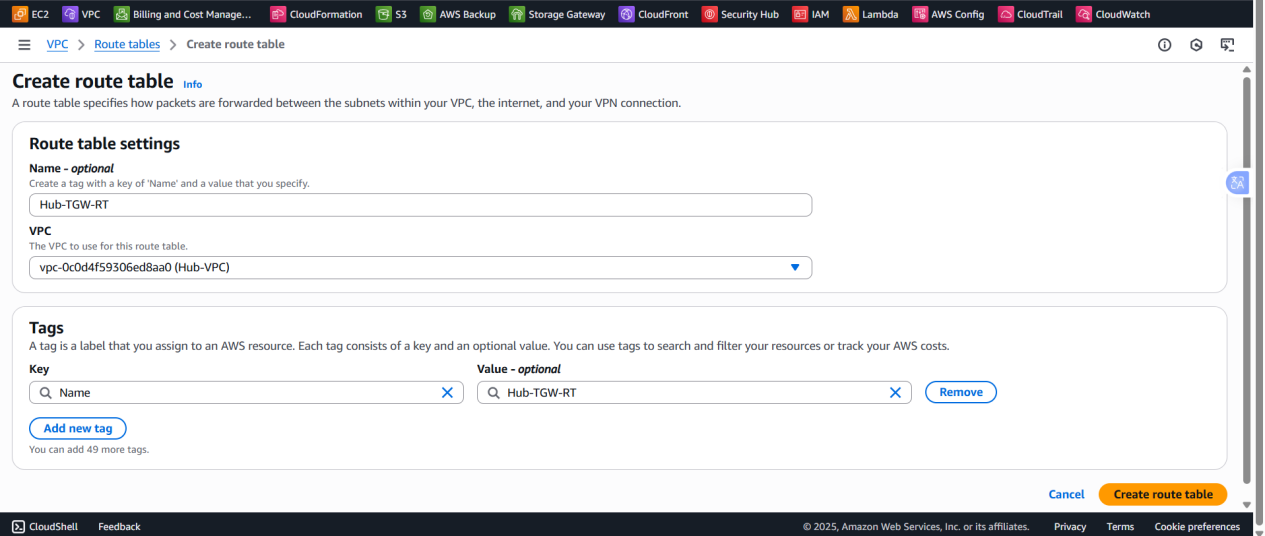 EC2 VPC Billing and Cost Manage... CloudFormation S3 AWS Backup Storage Gateway CloudFront Security Hub IAM Lambda AWS Config CloudTrail CloudWatch
VPC > Route tables > Create route table
Create route table Info
A route table specifies how packets are forwarded between the subnets within your VPC, the internet, and your VPN connection.
Route table settings
Name - optional
Create a tag with a key of 'Name' and a value that you specify.
Hub-TGW-RT
VPC
The VPC to use for this route table.
vpc-0c0d4f59306ed8aa0 (Hub-VPC)
Tags
A tag is a label that you assign to an AWS resource. Each tag consists of a key and an optional value. You can use tags to search and filter your resources or track your AWS costs.
Key Value - optional
Name Hub-TGW-RT Remove
Add new tag
You can add 49 more tags.
Cancel Create route table
CloudShell Feedback © 2025, Amazon Web Services, Inc. or its affiliates. Privacy Terms Cookie preferences